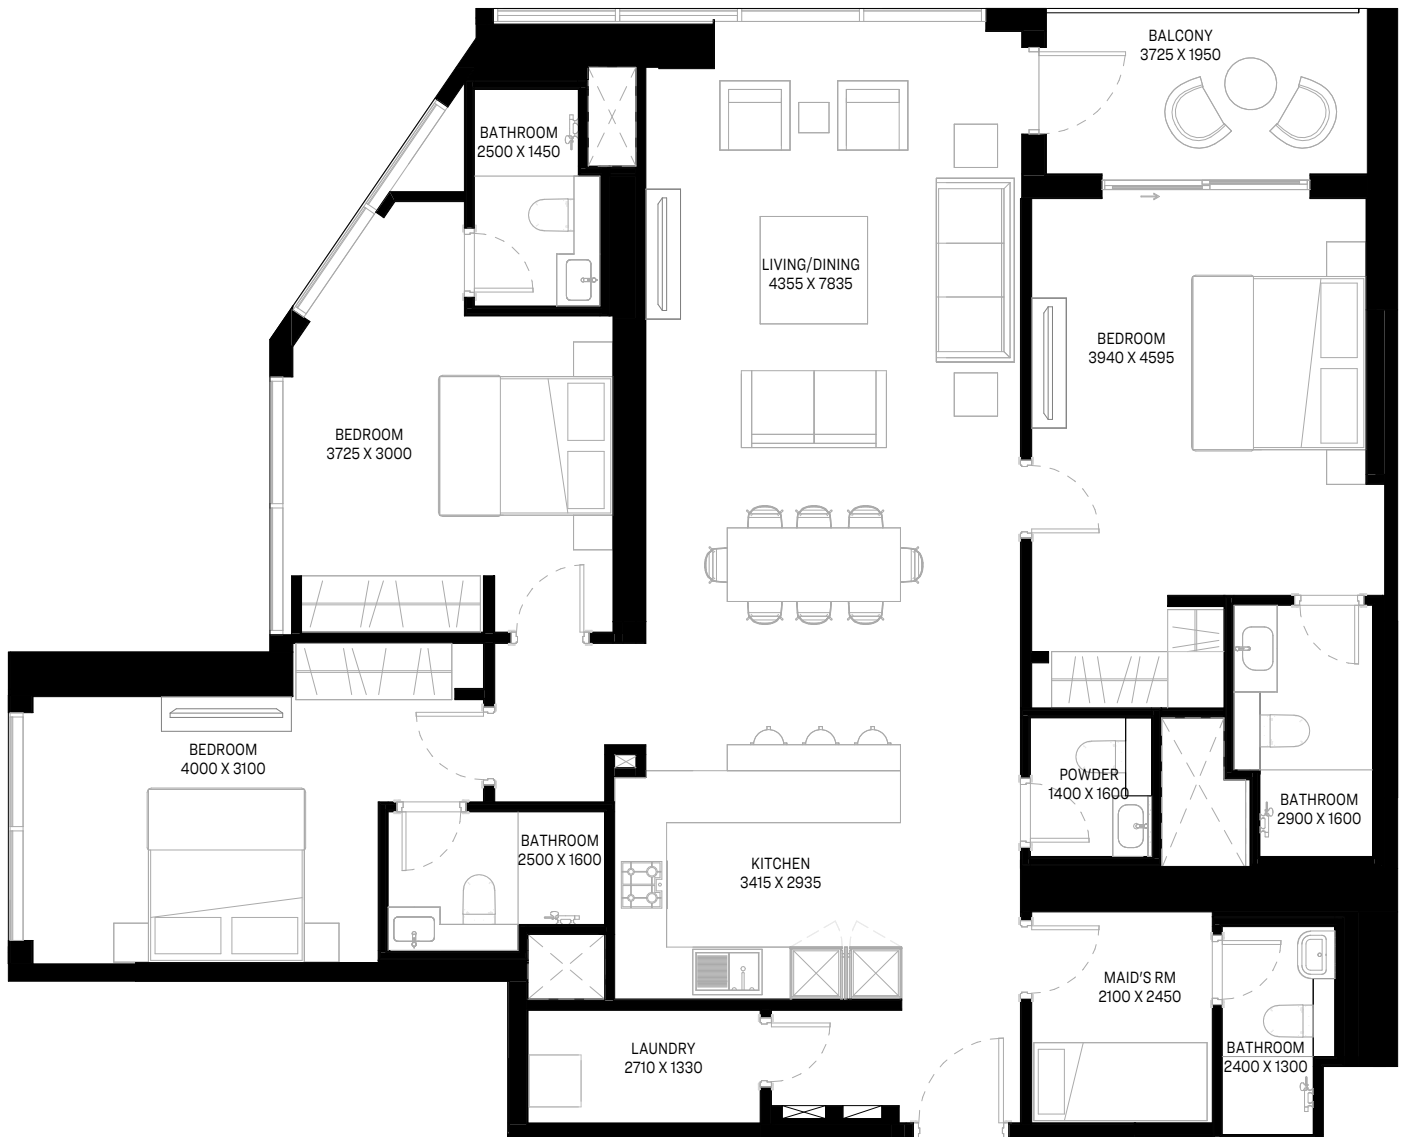 BALCONY
3725 X 1950
BATHROOM
2500 X 1450
LIVING/DINING
4355 X 7835
BEDROOM
3940 X 4595
BEDROOM
3725 X 3000
BEDROOM
4000 X 3100
POWDER
1400 X 1600
BATHROOM
2900 X 1600
BATHROOM
2500 X 1600
KITCHEN
3415 X 2935
MAID'S RM
2100 X 2450
LAUNDRY
2710 X 1330
BATHROOM
2400 X 1300